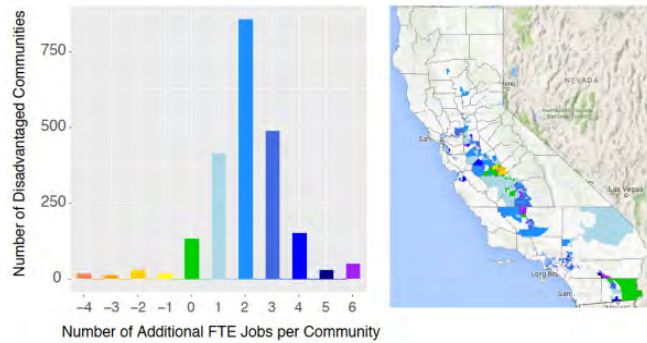 Number of Disadvantaged Communities
750
500
250
0
-4 -3 -2 -1 0 1 2 3 4 5 6
Number of Additional FTE Jobs per Community
NEVADA
Las Vegas
Long Be
San